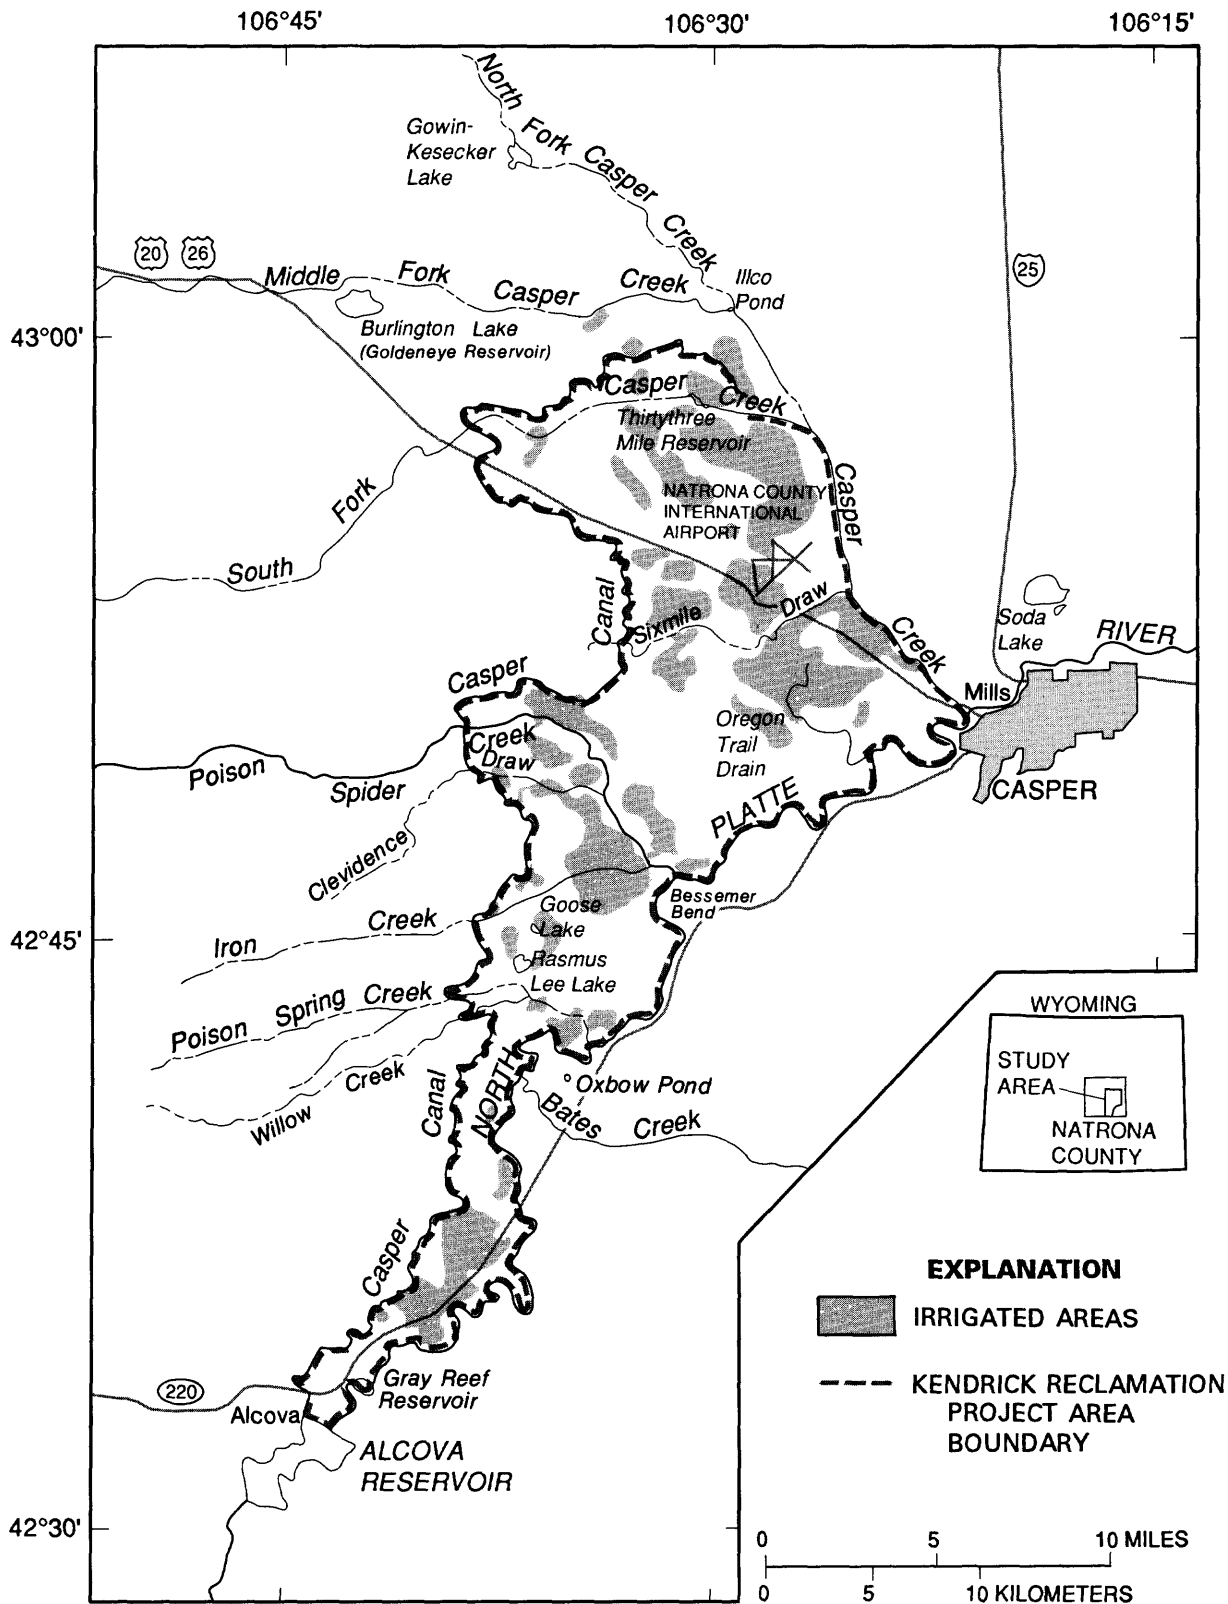 106°45'
106°30'
106°15'
North Fork Casper Creek
Gowin-
Kesecker
Lake
20
26
25
Middle Fork Casper Creek
Illco
Pond
43°00'
Burlington Lake
(Goldeneye Reservoir)
Casper Creek
Thirtythree
Mile Reservoir
South Fork
NATRONA COUNTY
INTERNATIONAL
AIRPORT
Casper Creek
Casper Canal
Sixmile Draw
Soda
Lake
RIVER
Mills
Oregon
Trail
Drain
CASPER
Poison Spider Creek
Clevidence Draw
PLATTE
Bessemer
Bend
42°45'
Iron Creek
Goose
Lake
Rasmus
Lee Lake
Poison Spring Creek
Willow Creek
NORTH
Oxbow Pond
Bates Creek
Casper Canal
220
Alcova
Gray Reef
Reservoir
ALCOVA
RESERVOIR
42°30'
WYOMING
STUDY
AREA
NATRONA
COUNTY
EXPLANATION
IRRIGATED AREAS
KENDRICK RECLAMATION
PROJECT AREA
BOUNDARY
0 5 10 MILES
0 5 10 KILOMETERS